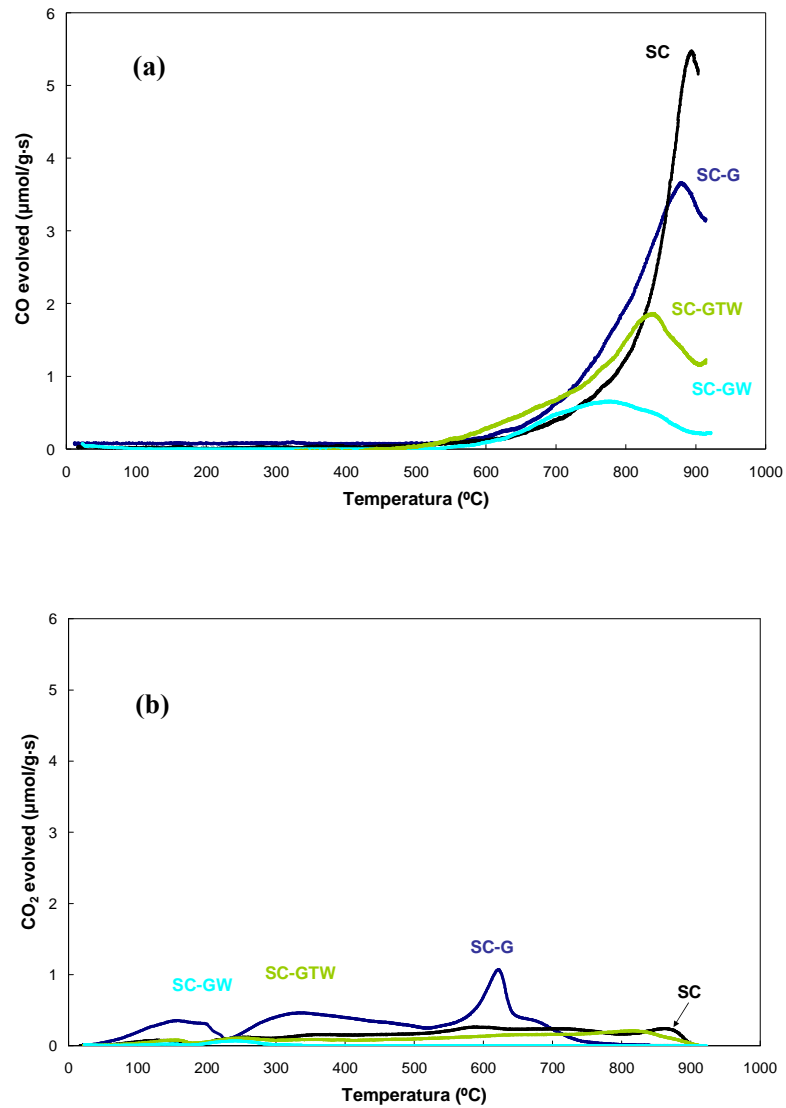 (a)
SC
SC-G
SC-GTW
SC-GW
CO evolved (µmol/g·s)
6
5
4
3
2
1
0
0 100 200 300 400 500 600 700 800 900 1000
Temperatura (ºC)
(b)
SC-G
SC-GTW
SC-GW
SC
CO₂ evolved (µmol/g·s)
6
5
4
3
2
1
0
0 100 200 300 400 500 600 700 800 900 1000
Temperatura (ºC)